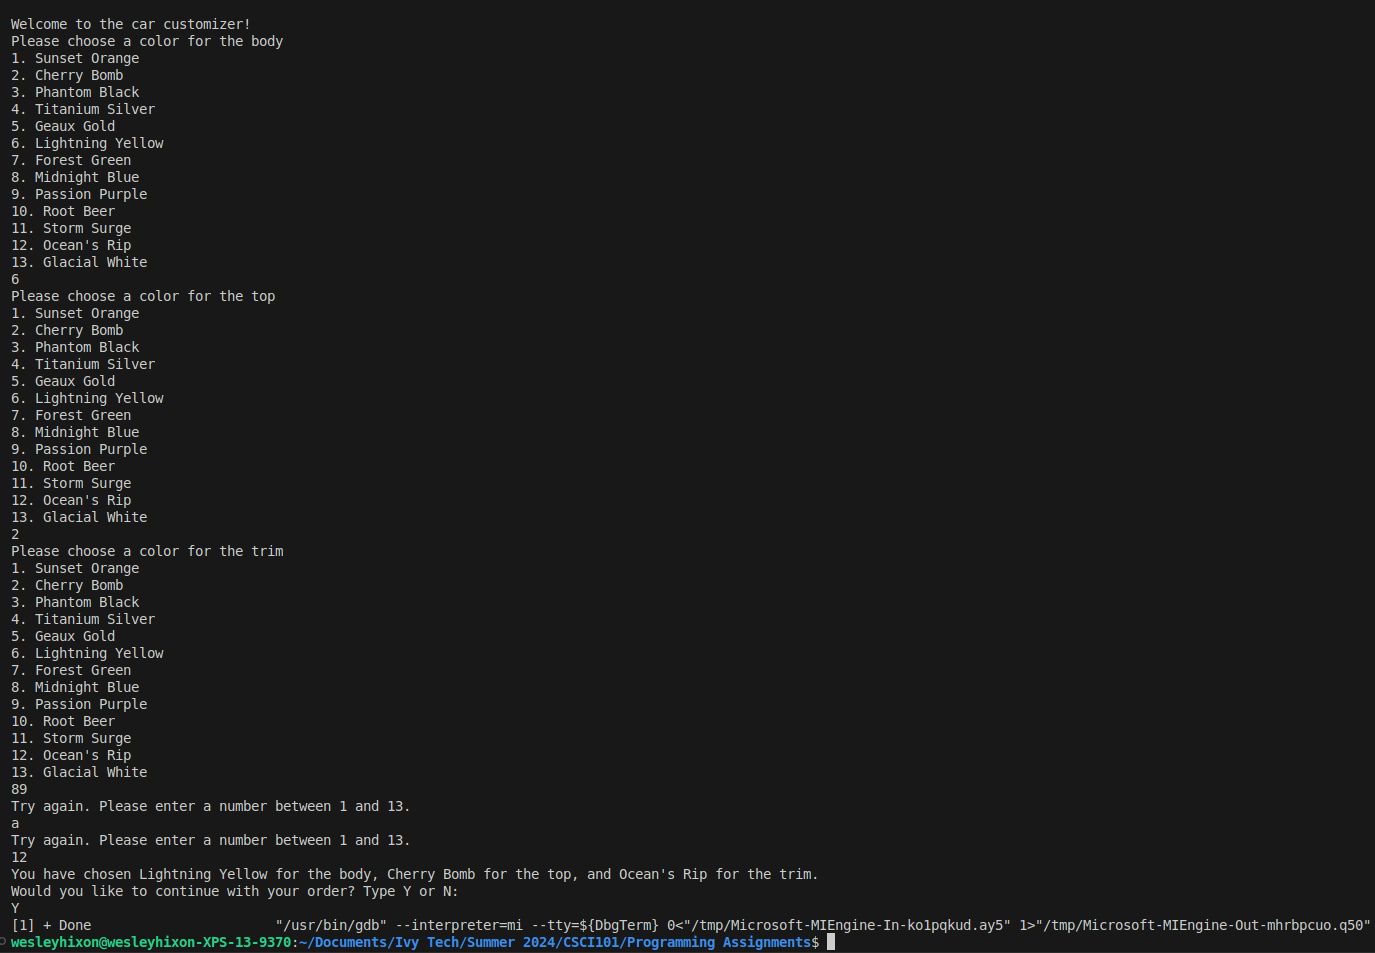 Welcome to the car customizer!
Please choose a color for the body
1. Sunset Orange
2. Cherry Bomb
3. Phantom Black
4. Titanium Silver
5. Geaux Gold
6. Lightning Yellow
7. Forest Green
8. Midnight Blue
9. Passion Purple
10. Root Beer
11. Storm Surge
12. Ocean's Rip
13. Glacial White
6
Please choose a color for the top
1. Sunset Orange
2. Cherry Bomb
3. Phantom Black
4. Titanium Silver
5. Geaux Gold
6. Lightning Yellow
7. Forest Green
8. Midnight Blue
9. Passion Purple
10. Root Beer
11. Storm Surge
12. Ocean's Rip
13. Glacial White
2
Please choose a color for the trim
1. Sunset Orange
2. Cherry Bomb
3. Phantom Black
4. Titanium Silver
5. Geaux Gold
6. Lightning Yellow
7. Forest Green
8. Midnight Blue
9. Passion Purple
10. Root Beer
11. Storm Surge
12. Ocean's Rip
13. Glacial White
89
Try again. Please enter a number between 1 and 13.
a
Try again. Please enter a number between 1 and 13.
12
You have chosen Lightning Yellow for the body, Cherry Bomb for the top, and Ocean's Rip for the trim.
Would you like to continue with your order? Type Y or N:
Y
[1] + Done                       "/usr/bin/gdb" --interpreter=mi --tty=${DbgTerm} 0<"/tmp/Microsoft-MIEngine-In-ko1pqkud.ay5" 1>"/tmp/Microsoft-MIEngine-Out-mhrbpcuo.q50"
wesleyhixon@wesleyhixon-XPS-13-9370:~/Documents/Ivy Tech/Summer 2024/CSCI101/Programming Assignments$